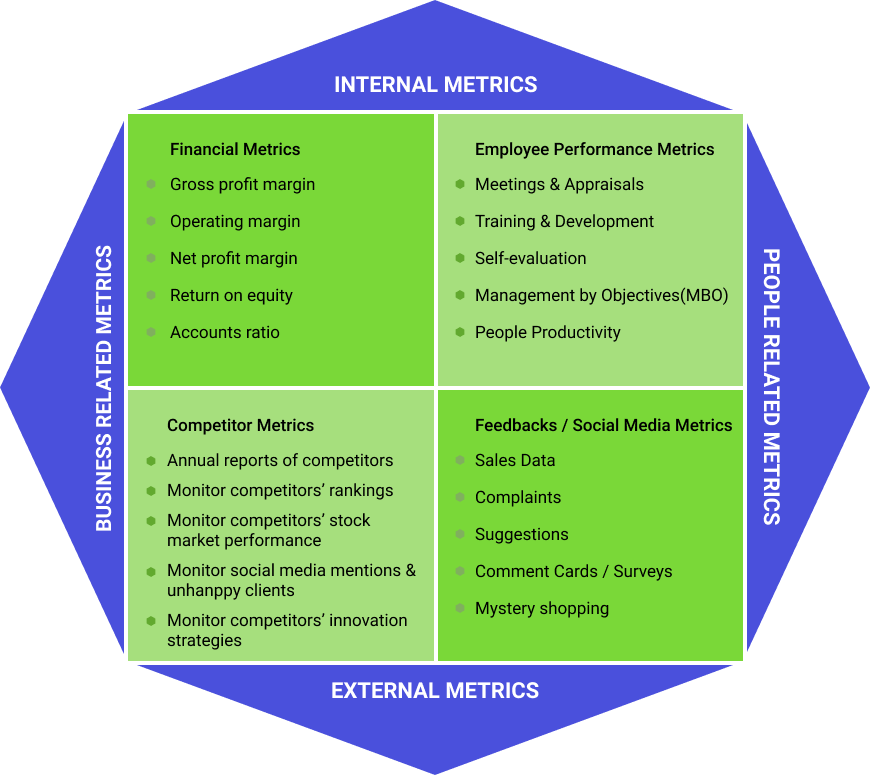 INTERNAL METRICS
BUSINESS RELATED METRICS
Financial Metrics
Gross profit margin
Operating margin
Net profit margin
Return on equity
Accounts ratio
Employee Performance Metrics
Meetings & Appraisals
Training & Development
Self-evaluation
Management by Objectives(MBO)
People Productivity
PEOPLE RELATED METRICS
Competitor Metrics
Annual reports of competitors
Monitor competitors’ rankings
Monitor competitors’ stock
market performance
Monitor social media mentions &
unhanppy clients
Monitor competitors’ innovation
strategies
Feedbacks / Social Media Metrics
Sales Data
Complaints
Suggestions
Comment Cards / Surveys
Mystery shopping
EXTERNAL METRICS